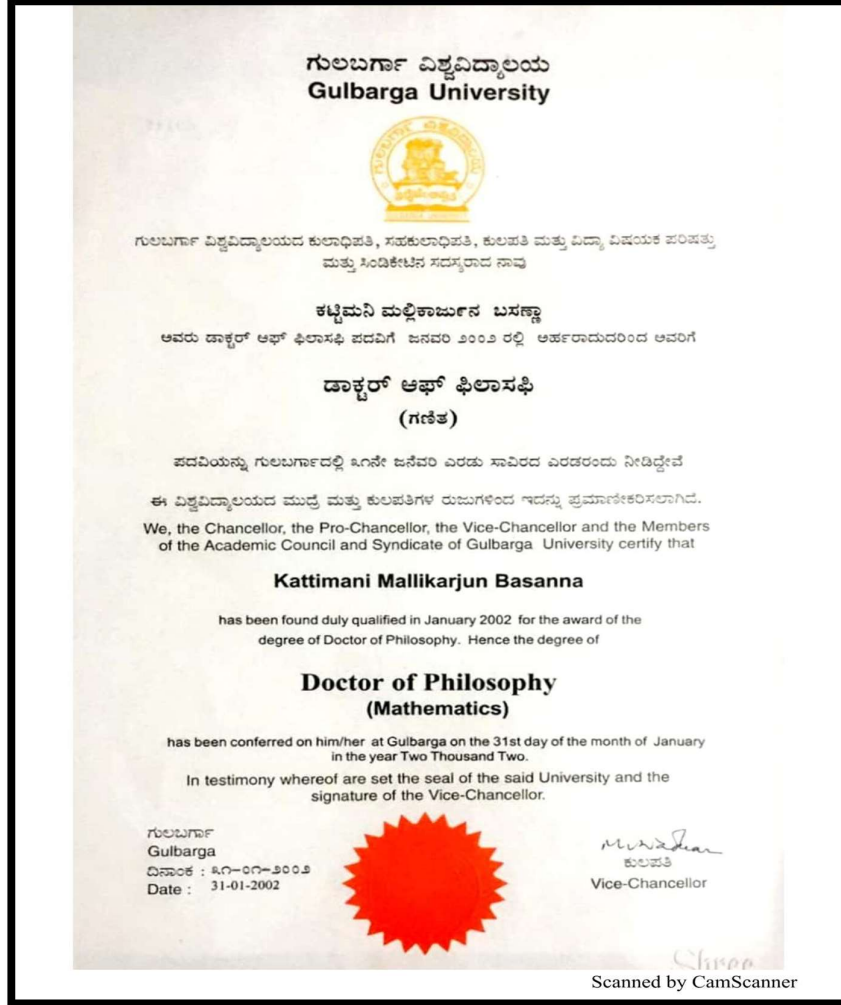 ಗುಲಬರ್ಗಾ ವಿಶ್ವವಿದ್ಯಾಲಯ
Gulbarga University
ಗುಲಬರ್ಗಾ ವಿಶ್ವವಿದ್ಯಾಲಯದ ಕುಲಾಧಿಪತಿ, ಸಹಕುಲಾಧಿಪತಿ, ಕುಲಪತಿ ಮತ್ತು ವಿದ್ಯಾ ವಿಷಯಕ ಪರಿಷತ್ತು
ಮತ್ತು ಸಿಂಡಿಕೇಟಿನ ಸದಸ್ಯರಾದ ನಾವು
ಕಟ್ಟಿಮನಿ ಮಲ್ಲಿಕಾರ್ಜುನ ಬಸಣ್ಣಾ
ಅವರು ಡಾಕ್ಟರ್ ಆಫ್ ಫಿಲಾಸಫಿ ಪದವಿಗೆ ಜನವರಿ ೨೦೦೨ ರಲ್ಲಿ ಅರ್ಹರಾದುದರಿಂದ ಅವರಿಗೆ
ಡಾಕ್ಟರ್ ಆಫ್ ಫಿಲಾಸಫಿ
(ಗಣಿತ)
ಪದವಿಯನ್ನು ಗುಲಬರ್ಗಾದಲ್ಲಿ ೩೧ನೇ ಜನೆವರಿ ಎರಡು ಸಾವಿರದ ಎರಡರಂದು ನೀಡಿದ್ದೇವೆ
ಈ ವಿಶ್ವವಿದ್ಯಾಲಯದ ಮುದ್ರೆ ಮತ್ತು ಕುಲಪತಿಗಳ ರುಜುಗಳಿಂದ ಇದನ್ನು ಪ್ರಮಾಣೀಕರಿಸಲಾಗಿದೆ.
We, the Chancellor, the Pro-Chancellor, the Vice-Chancellor and the Members
of the Academic Council and Syndicate of Gulbarga University certify that
Kattimani Mallikarjun Basanna
has been found duly qualified in January 2002 for the award of the
degree of Doctor of Philosophy. Hence the degree of
Doctor of Philosophy
(Mathematics)
has been conferred on him/her at Gulbarga on the 31st day of the month of January
in the year Two Thousand Two.
In testimony whereof are set the seal of the said University and the
signature of the Vice-Chancellor.
ಗುಲಬರ್ಗಾ
Gulbarga
ದಿನಾಂಕ : ೩೧-೦೧-೨೦೦೨
Date : 31-01-2002
ಕುಲಪತಿ
Vice-Chancellor
Shree
Scanned by CamScanner